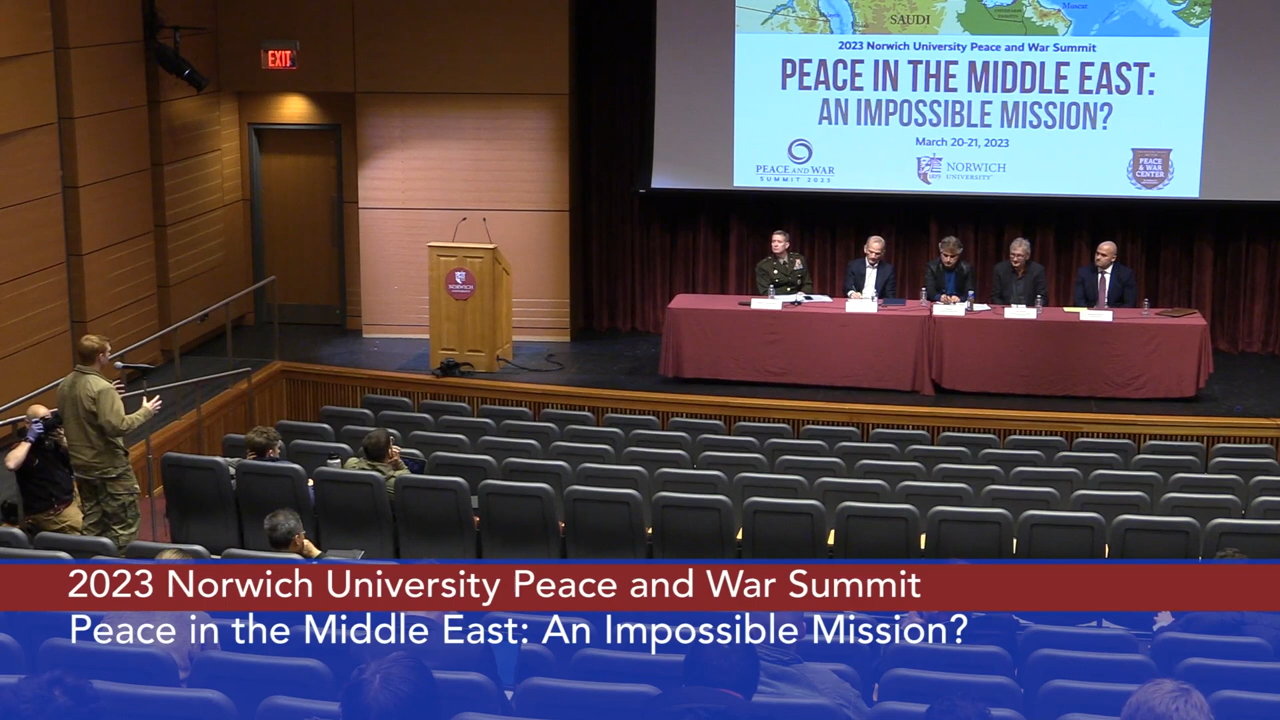 EXIT
SAUDI
Muscat
2023 Norwich University Peace and War Summit
PEACE IN THE MIDDLE EAST:
AN IMPOSSIBLE MISSION?
March 20-21, 2023
PEACE AND WAR
SUMMIT 2023
NORWICH
UNIVERSITY
PEACE
& WAR
CENTER
NORWICH
2023 Norwich University Peace and War Summit
Peace in the Middle East: An Impossible Mission?